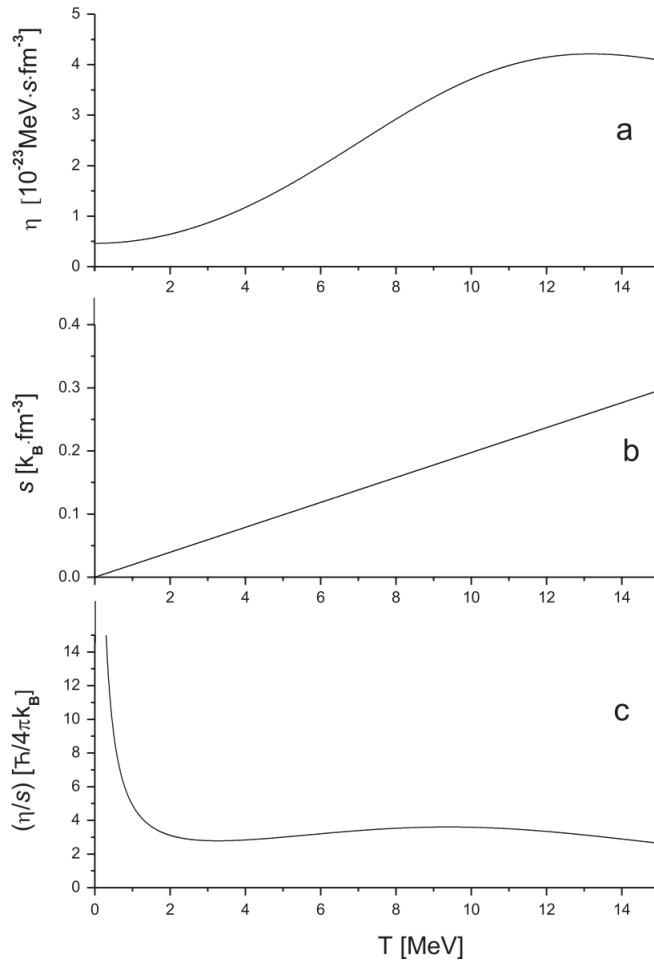 5
4
3
2
1
0
2 4 6 8 10 12 14
η [10⁻²³MeV·s·fm⁻³]
a
0.4
0.3
0.2
0.1
0.0
2 4 6 8 10 12 14
s [k_B·fm⁻³]
b
14
12
10
8
6
4
2
0
0 2 4 6 8 10 12 14
(η/s) [ħ/4πk_B]
c
T [MeV]